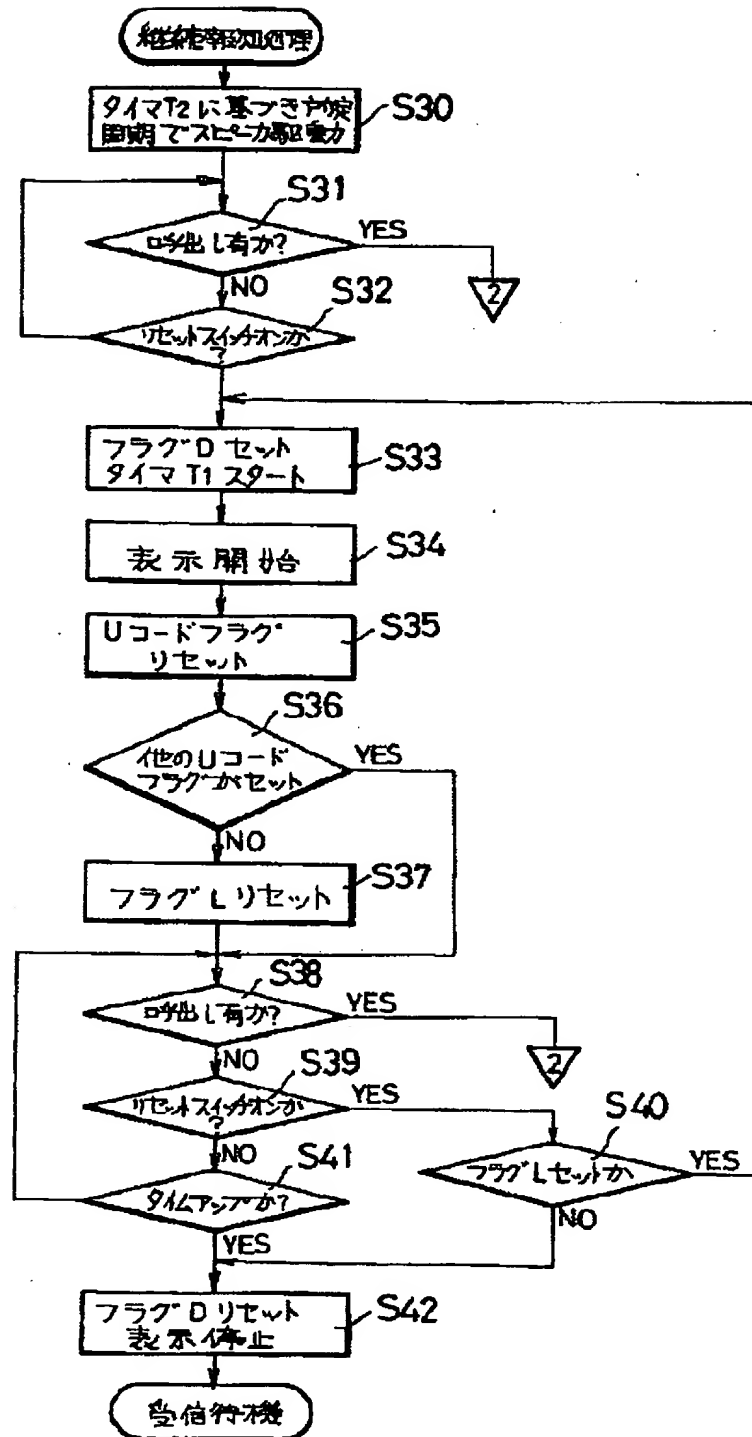 継続報知処理
タイマT2に基づき所定
周期でスピーカ駆動
S30
S31
呼出し有か?
YES
2
NO
S32
リセットスイッチオンか
?
フラグDセット
タイマT1スタート
S33
表示開始
S34
Uコードフラグ
リセット
S35
S36
他のUコード
フラグがセット
YES
NO
フラグLリセット
S37
S38
呼出し有か?
YES
2
NO
S39
リセットスイッチオンか
?
YES
S40
フラグLセットか
YES
NO
NO
S41
タイムアップか?
YES
フラグDリセット
表示停止
S42
受信待機